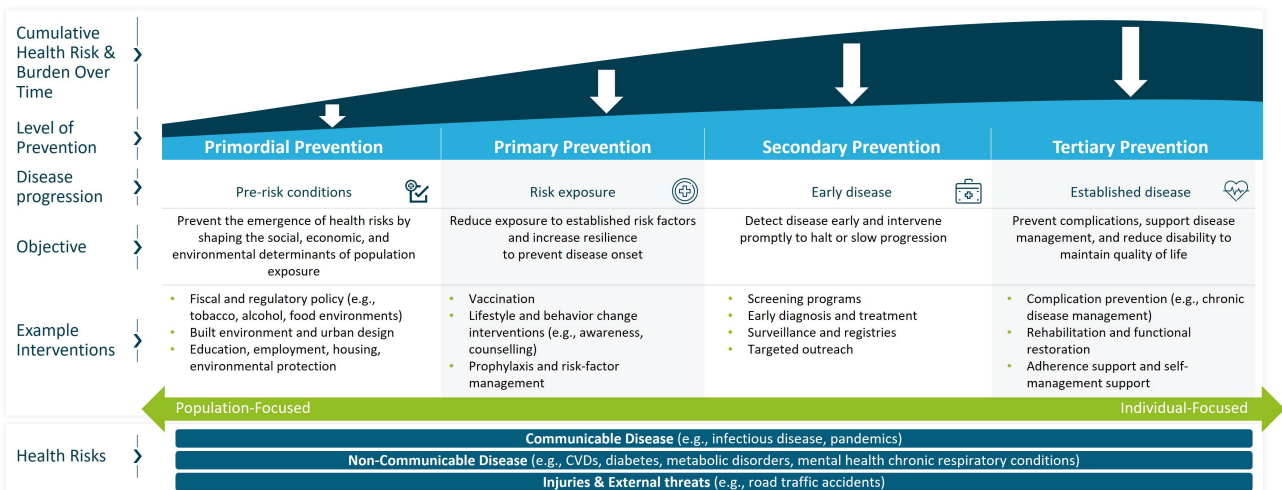 Cumulative
Health Risk &
Burden Over
Time
Level of
Prevention
Primordial Prevention
Primary Prevention
Secondary Prevention
Tertiary Prevention
Disease
progression
Pre-risk conditions
Risk exposure
Early disease
Established disease
Objective
Prevent the emergence of health risks by
shaping the social, economic, and
environmental determinants of population
exposure
Reduce exposure to established risk factors
and increase resilience
to prevent disease onset
Detect disease early and intervene
promptly to halt or slow progression
Prevent complications, support disease
management, and reduce disability to
maintain quality of life
Example
Interventions
• Fiscal and regulatory policy (e.g.,
tobacco, alcohol, food environments)
• Built environment and urban design
• Education, employment, housing,
environmental protection
• Vaccination
• Lifestyle and behavior change
interventions (e.g., awareness,
counselling)
• Prophylaxis and risk-factor
management
• Screening programs
• Early diagnosis and treatment
• Surveillance and registries
• Targeted outreach
• Complication prevention (e.g., chronic
disease management)
• Rehabilitation and functional
restoration
• Adherence support and self-
management support
Population-Focused
Individual-Focused
Health Risks
Communicable Disease (e.g., infectious disease, pandemics)
Non-Communicable Disease (e.g., CVDs, diabetes, metabolic disorders, mental health chronic respiratory conditions)
Injuries & External threats (e.g., road traffic accidents)